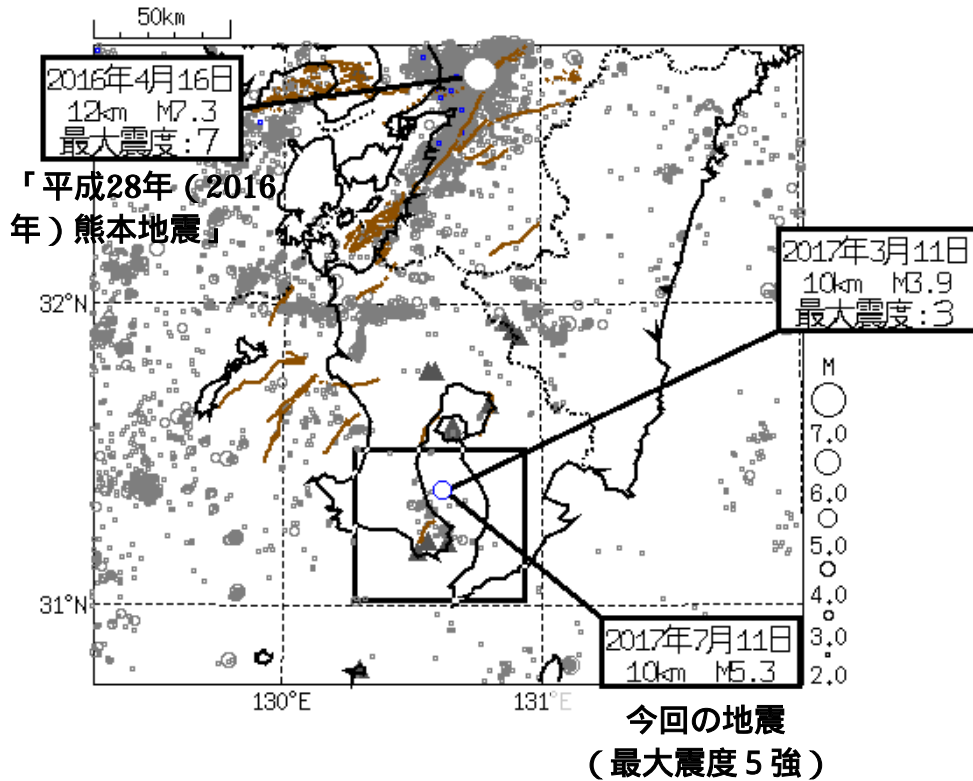 50km
2016年4月16日
12km M7.3
最大震度:7
「平成28年(2016
年)熊本地震」
2017年3月11日
10km M3.9
最大震度:3
32°N
M
7.0
6.0
5.0
4.0
3.0
2.0
31°N
2017年7月11日
10km M5.3
130°E
131°E
今回の地震
(最大震度5強)